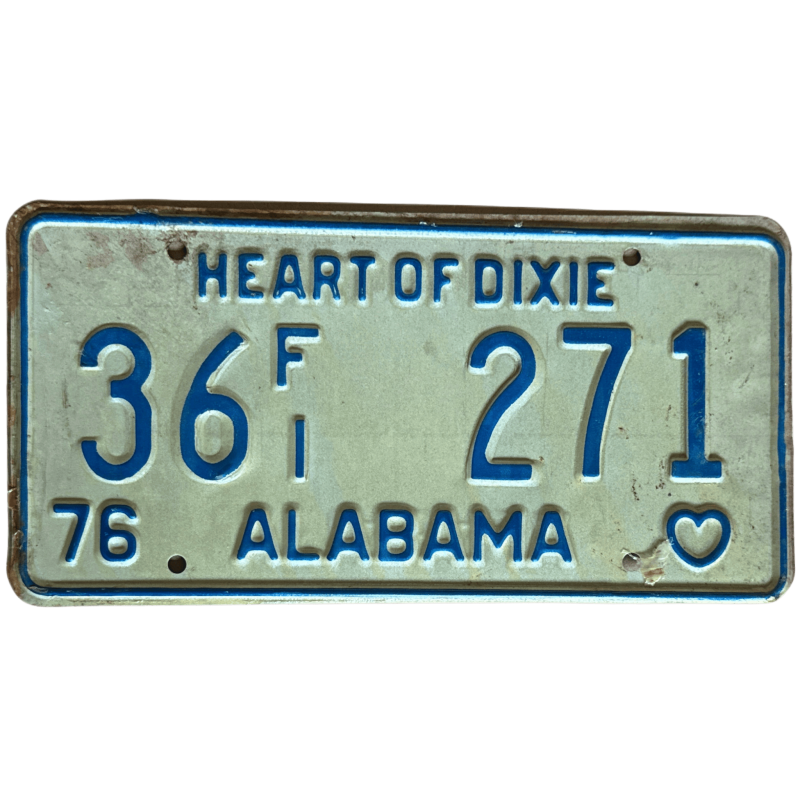 HEART OF DIXIE
36 F I 271
76 ALABAMA